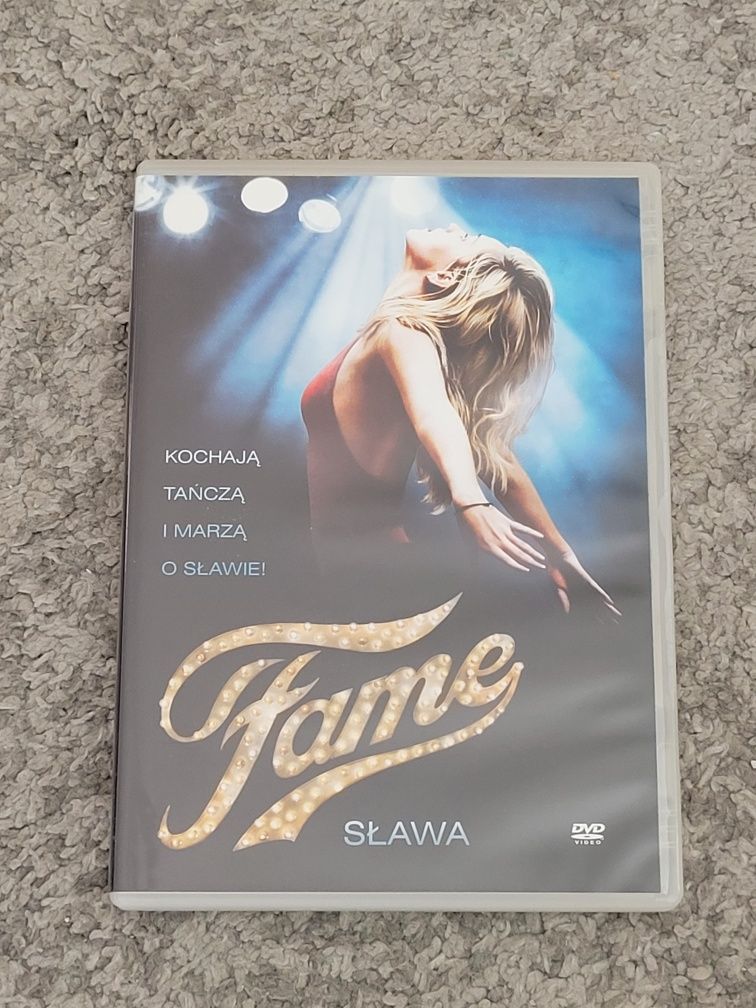 KOCHAJĄ
TAŃCZĄ
I MARZĄ
O SŁAWIE!
Fame
SŁAWA
DVD
VIDEO